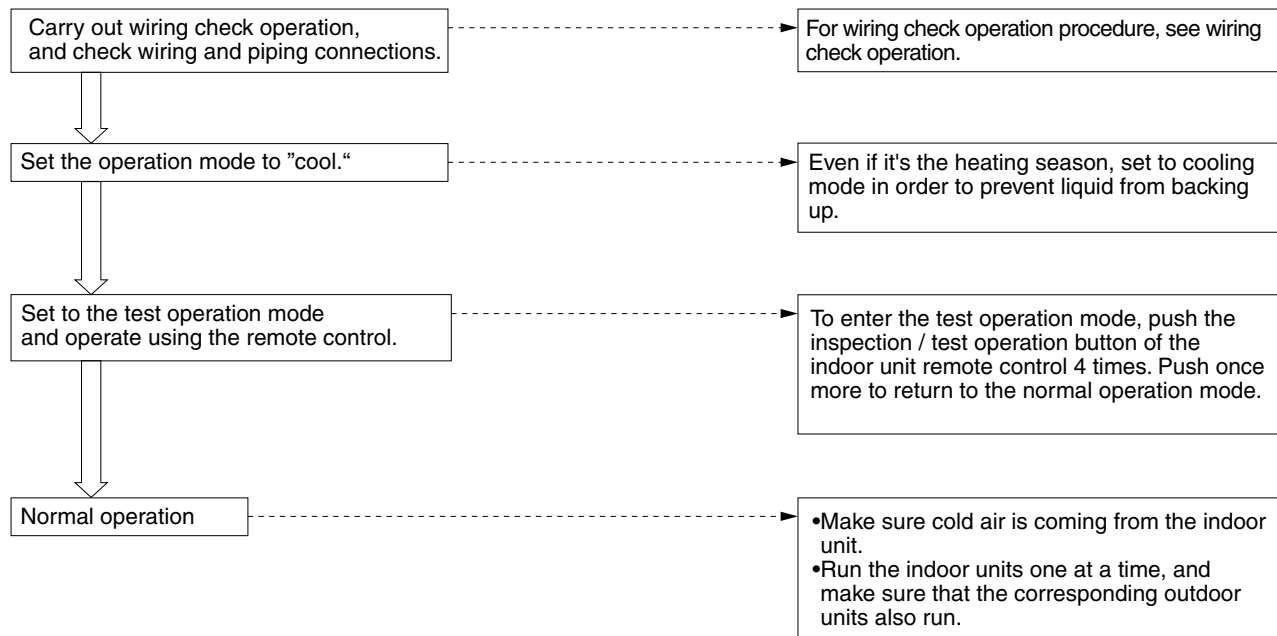 Carry out wiring check operation,
and check wiring and piping connections.
For wiring check operation procedure, see wiring
check operation.
Set the operation mode to ”cool.“
Even if it's the heating season, set to cooling
mode in order to prevent liquid from backing
up.
Set to the test operation mode
and operate using the remote control.
To enter the test operation mode, push the
inspection / test operation button of the
indoor unit remote control 4 times. Push once
more to return to the normal operation mode.
Normal operation
•Make sure cold air is coming from the indoor
unit.
•Run the indoor units one at a time, and
make sure that the corresponding outdoor
units also run.